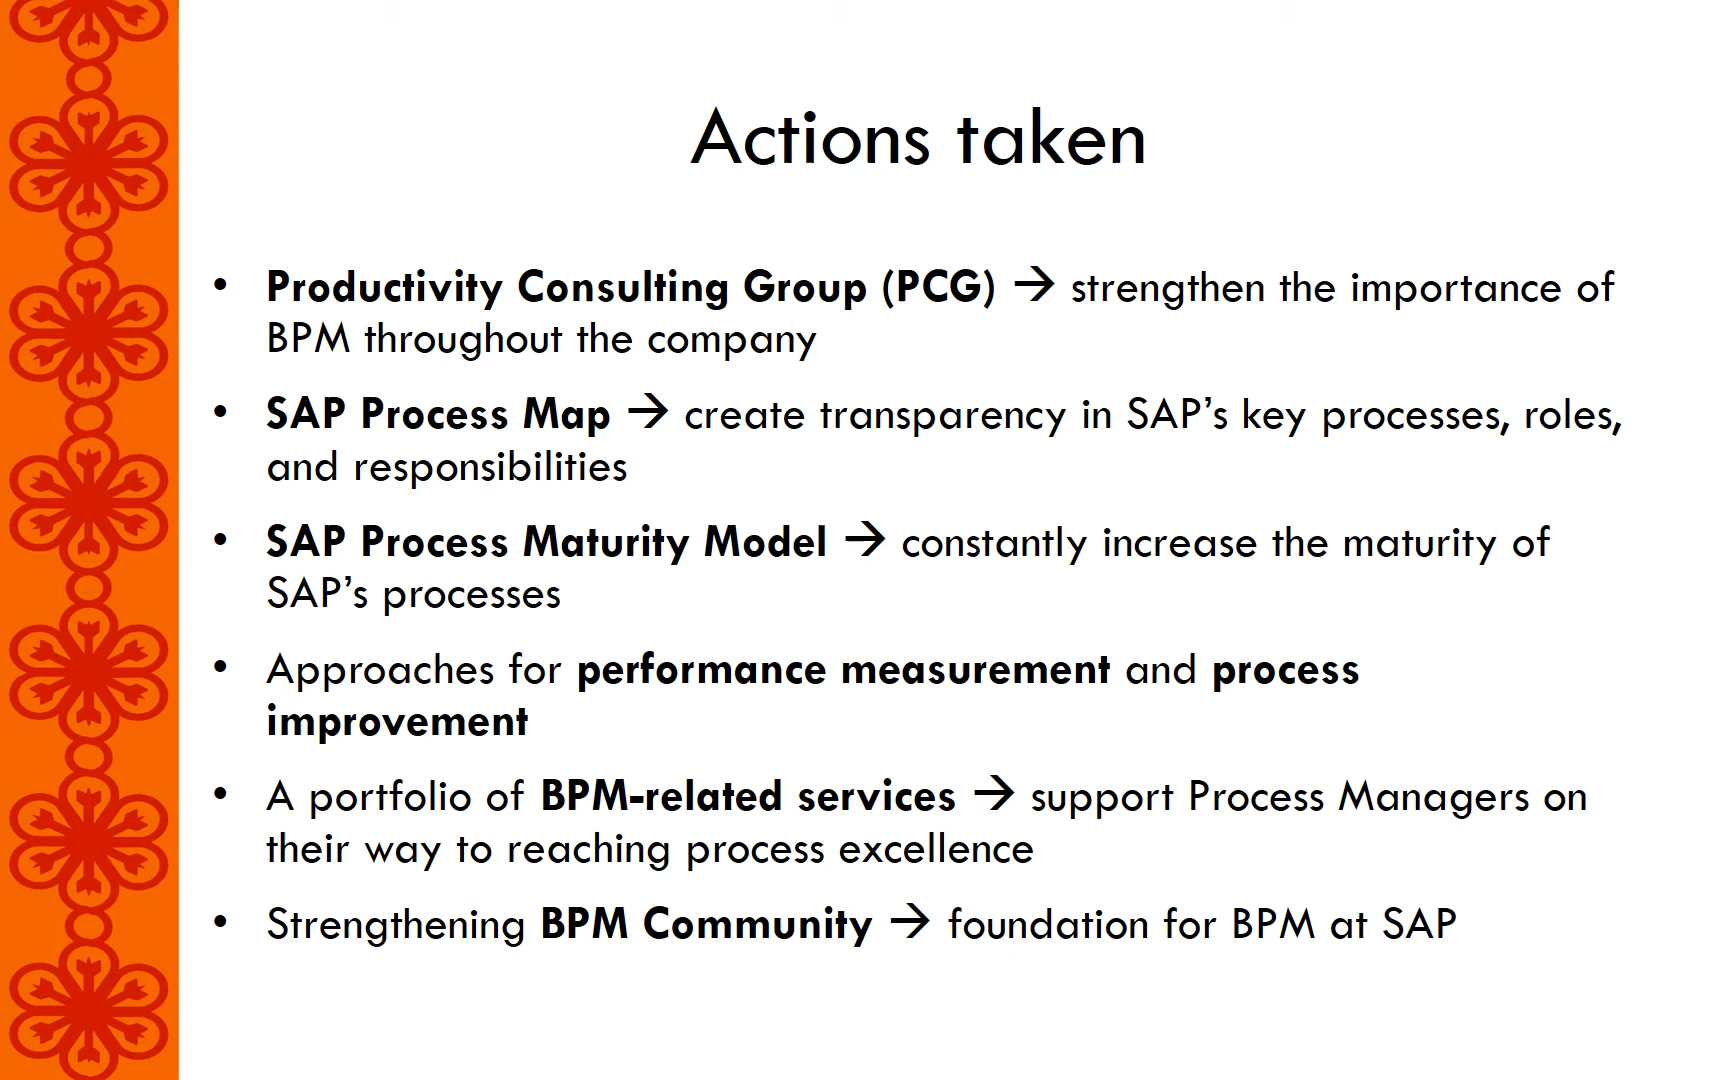 Actions taken
• Productivity Consulting Group (PCG) → strengthen the importance of
BPM throughout the company
• SAP Process Map → create transparency in SAP’s key processes, roles,
and responsibilities
• SAP Process Maturity Model → constantly increase the maturity of
SAP’s processes
• Approaches for performance measurement and process
improvement
• A portfolio of BPM-related services → support Process Managers on
their way to reaching process excellence
• Strengthening BPM Community → foundation for BPM at SAP